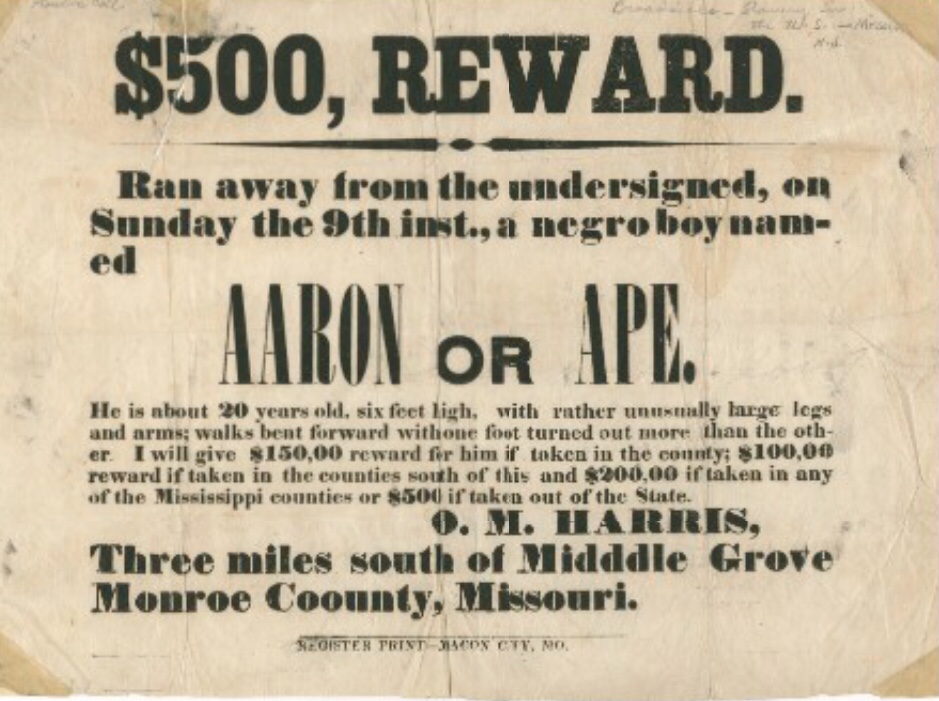 $500, REWARD.
Ran away from the undersigned, on
Sunday the 9th inst., a negro boy nam-
ed
AARON OR APE.
He is about 20 years old, six feet high, with rather unusually large legs
and arms; walks bent forward with one foot turned out more than the oth-
er. I will give $150,00 reward for him if taken in the county; $100,00
reward if taken in the counties south of this and $200,00 if taken in any
of the Mississippi counties or $500 if taken out of the State.
O. M. HARRIS,
Three miles south of Midddle Grove
Monroe Coounty, Missouri.
REGISTER PRINT—MACON CITY, MO.